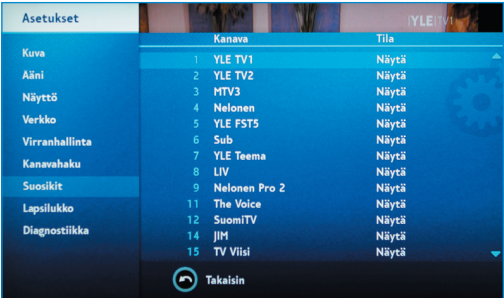 Asetukset
YLE TV1
Kanava Tila
Kuva
Ääni
Näyttö
Verkko
Virranhallinta
Kanavahaku
Suosikit
Lapsilukko
Diagnostiikka
1 YLE TV1 Näytä
2 YLE TV2 Näytä
3 MTV3 Näytä
4 Nelonen Näytä
5 YLE FST5 Näytä
6 Sub Näytä
7 YLE Teema Näytä
8 LIV Näytä
9 Nelonen Pro 2 Näytä
11 The Voice Näytä
12 SuomiTV Näytä
14 JIM Näytä
15 TV Viisi Näytä
Takaisin